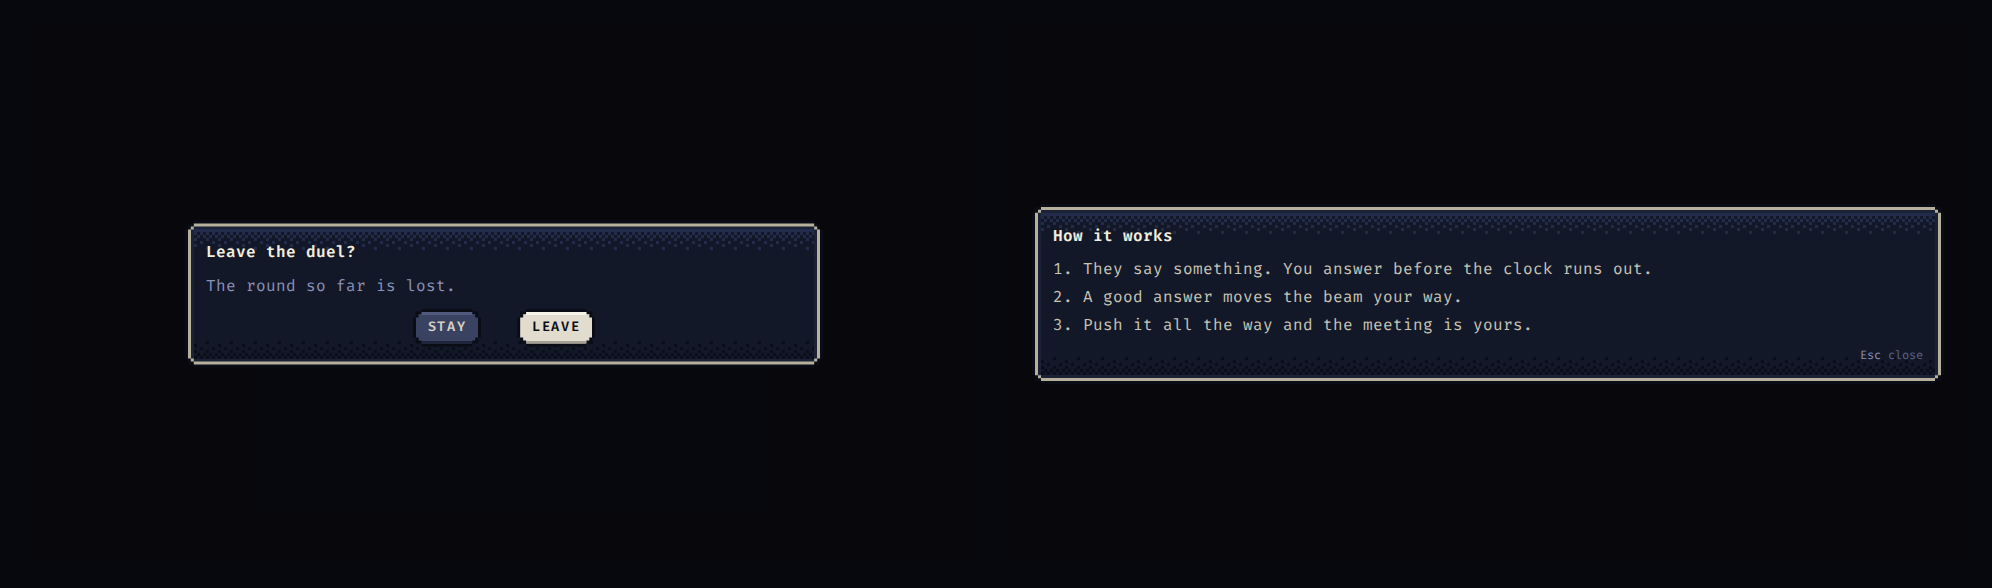 Leave the duel?
The round so far is lost.
STAY LEAVE
How it works
1. They say something. You answer before the clock runs out.
2. A good answer moves the beam your way.
3. Push it all the way and the meeting is yours.
Esc close